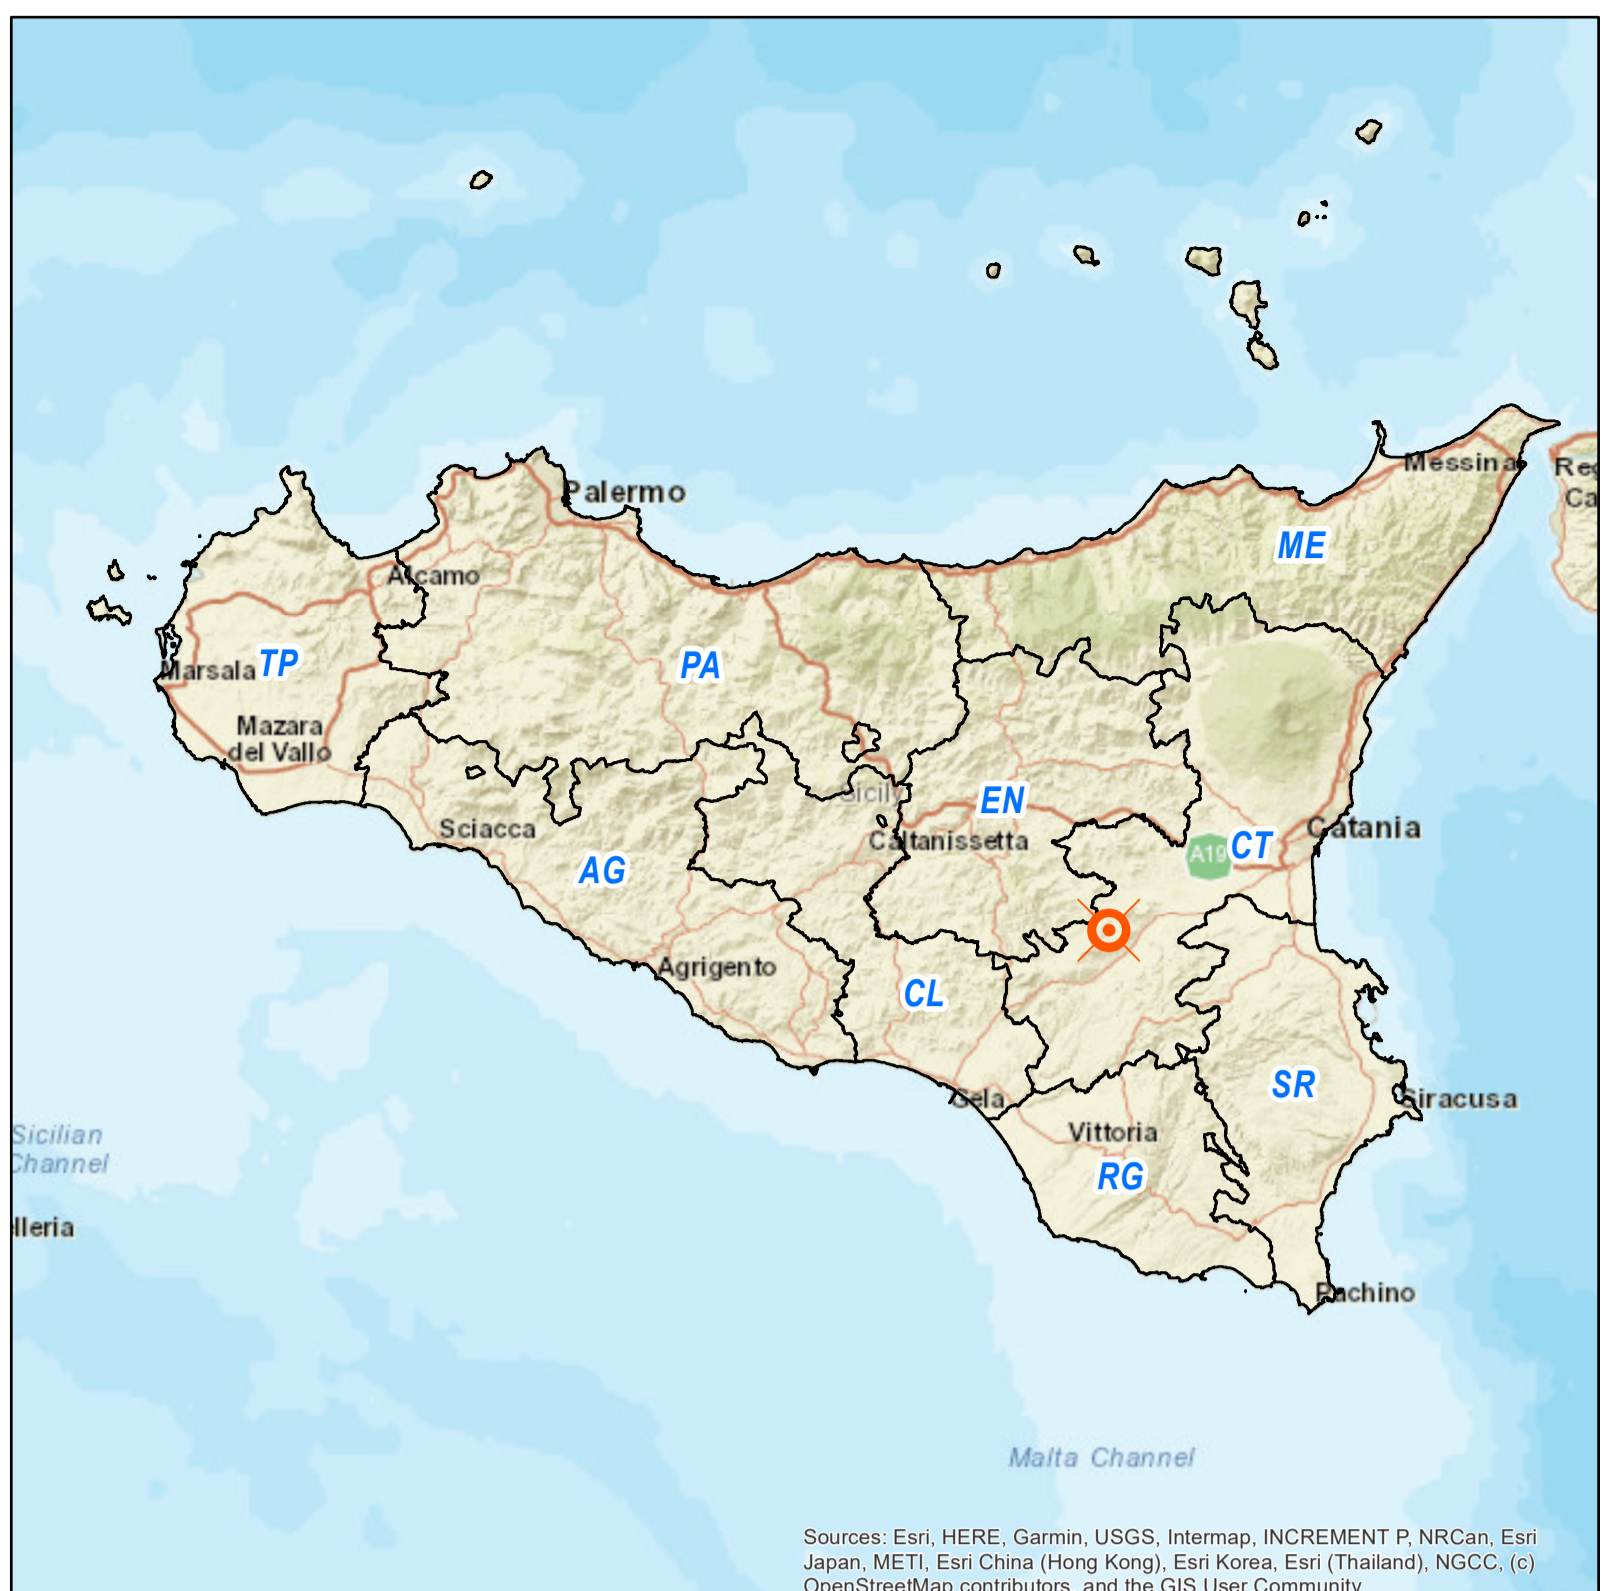 Messina
Reg
Ca
Palermo
ME
Alcamo
TP
PA
Marsala
Mazara
del Vallo
Sicily
EN
Sciacca
Caltanissetta
A19
CT
Catania
AG
Agrigento
CL
SR
Gela
Siracusa
Sicilian
Channel
Vittoria
RG
lleria
Pachino
Malta Channel
Sources: Esri, HERE, Garmin, USGS, Intermap, INCREMENT P, NRCan, Esri
Japan, METI, Esri China (Hong Kong), Esri Korea, Esri (Thailand), NGCC, (c)
OpenStreetMap contributors, and the GIS User Community